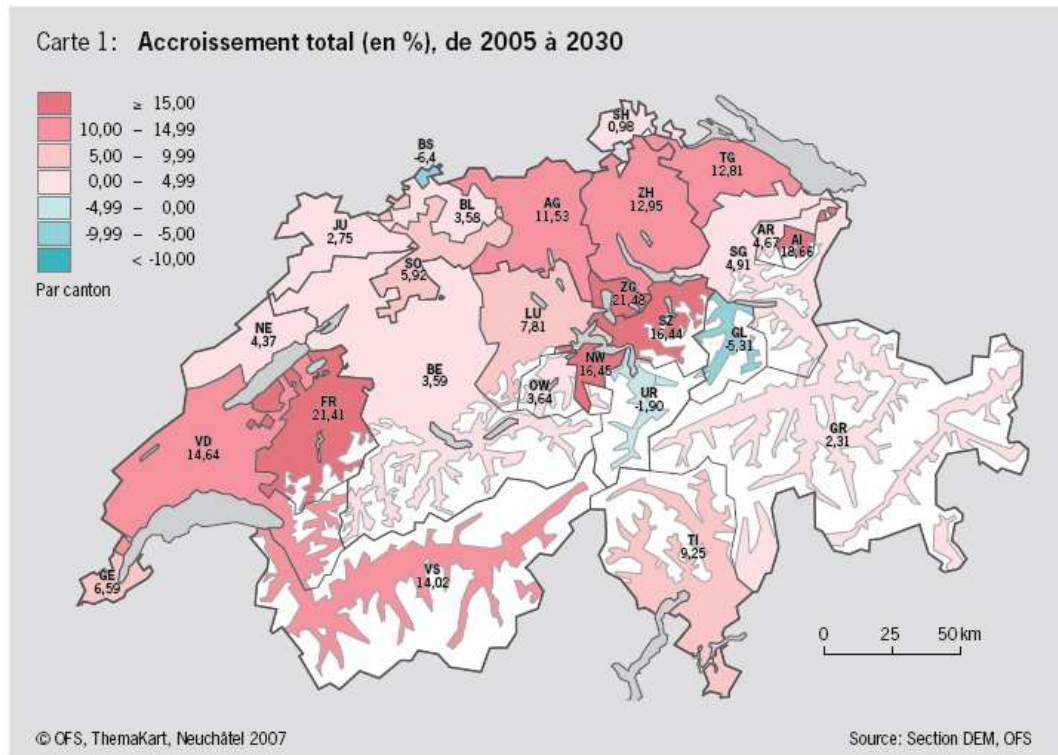 Carte 1: Accroissement total (en %), de 2005 à 2030
≥ 15,00
10,00 – 14,99
5,00 – 9,99
0,00 – 4,99
-4,99 – 0,00
-9,99 – -5,00
< -10,00
Par canton
SH
0,98
BS
-6,4
TG
12,81
BL
3,58
AG
11,53
ZH
12,95
JU
2,75
AR
4,67
AI
18,66
SG
4,91
SO
5,92
ZG
21,48
LU
7,81
SZ
16,44
GL
-5,31
NE
4,37
BE
3,59
NW
16,45
OW
3,64
UR
-1,90
FR
21,41
GR
2,31
VD
14,64
TI
9,25
VS
14,02
GE
6,59
0 25 50 km
© OFS, ThemaKart, Neuchâtel 2007
Source: Section DEM, OFS